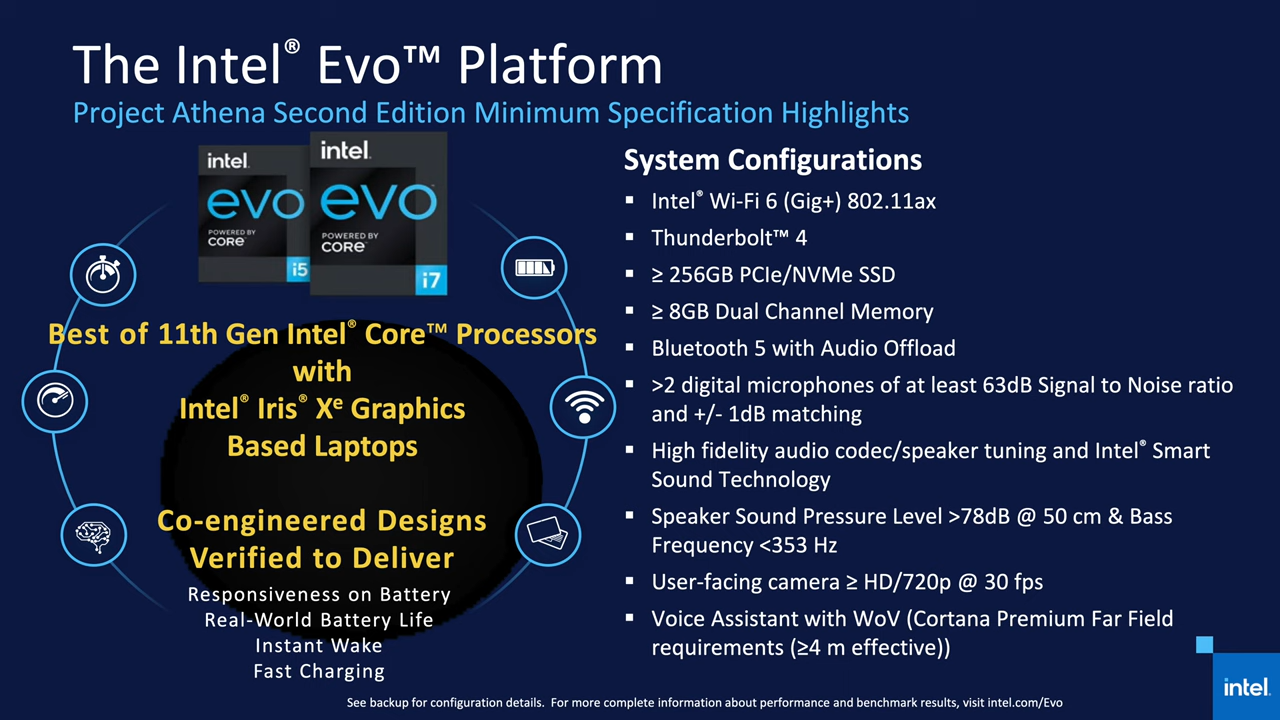 The Intel® Evo™ Platform
Project Athena Second Edition Minimum Specification Highlights
intel.
evo
POWERED BY
CORE™
i5
intel.
evo
POWERED BY
CORE™
i7
Best of 11th Gen Intel® Core™ Processors
with
Intel® Iris® Xe Graphics
Based Laptops
Co-engineered Designs
Verified to Deliver
Responsiveness on Battery
Real-World Battery Life
Instant Wake
Fast Charging
System Configurations
▪ Intel® Wi-Fi 6 (Gig+) 802.11ax
▪ Thunderbolt™ 4
▪ ≥ 256GB PCIe/NVMe SSD
▪ ≥ 8GB Dual Channel Memory
▪ Bluetooth 5 with Audio Offload
▪ >2 digital microphones of at least 63dB Signal to Noise ratio
and +/- 1dB matching
▪ High fidelity audio codec/speaker tuning and Intel® Smart
Sound Technology
▪ Speaker Sound Pressure Level >78dB @ 50 cm & Bass
Frequency <353 Hz
▪ User-facing camera ≥ HD/720p @ 30 fps
▪ Voice Assistant with WoV (Cortana Premium Far Field
requirements (≥4 m effective))
intel.
See backup for configuration details. For more complete information about performance and benchmark results, visit intel.com/Evo